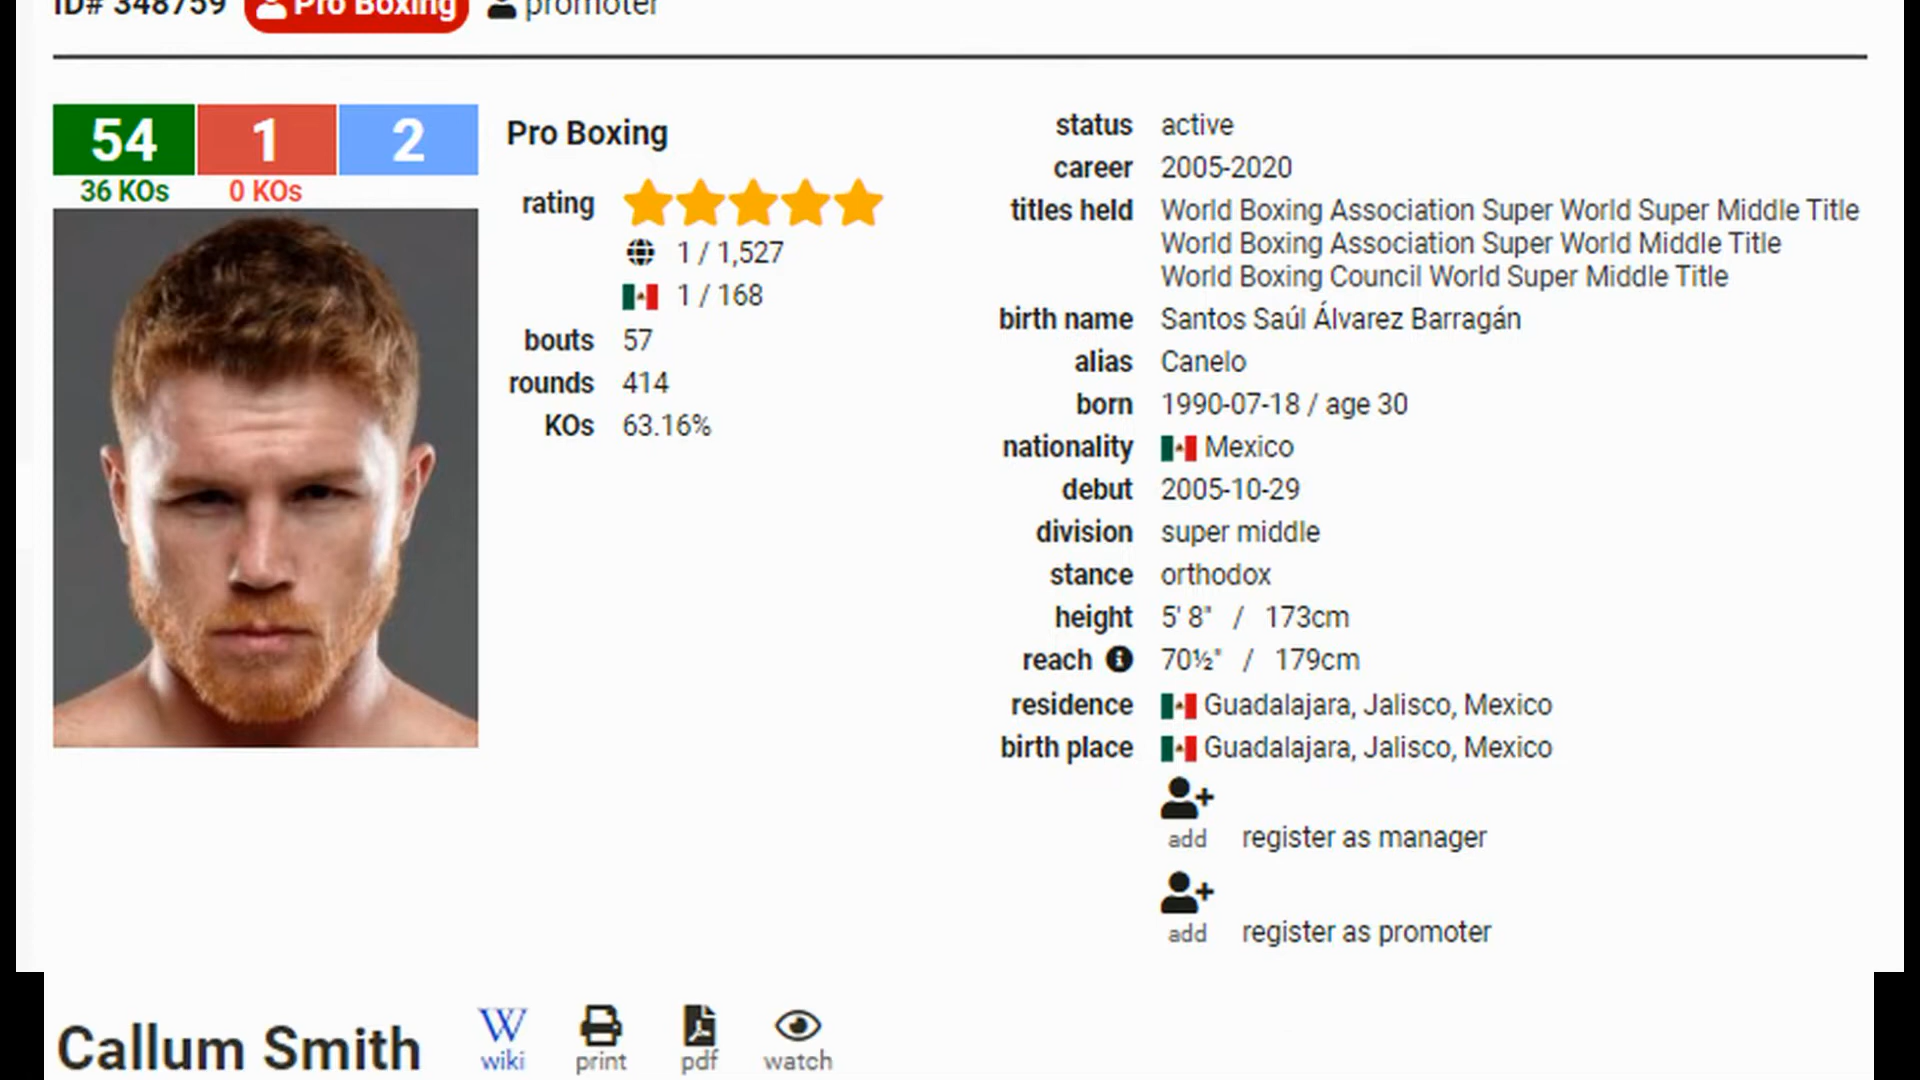 ID# 348759 Pro Boxing promoter
54 1 2
36 KOs 0 KOs
Pro Boxing
rating
1 / 1,527
1 / 168
bouts 57
rounds 414
KOs 63.16%
status active
career 2005-2020
titles held World Boxing Association Super World Super Middle Title
World Boxing Association Super World Middle Title
World Boxing Council World Super Middle Title
birth name Santos Saúl Álvarez Barragán
alias Canelo
born 1990-07-18 / age 30
nationality Mexico
debut 2005-10-29
division super middle
stance orthodox
height 5' 8" / 173cm
reach 70½" / 179cm
residence Guadalajara, Jalisco, Mexico
birth place Guadalajara, Jalisco, Mexico
add register as manager
add register as promoter
Callum Smith W wiki print pdf watch